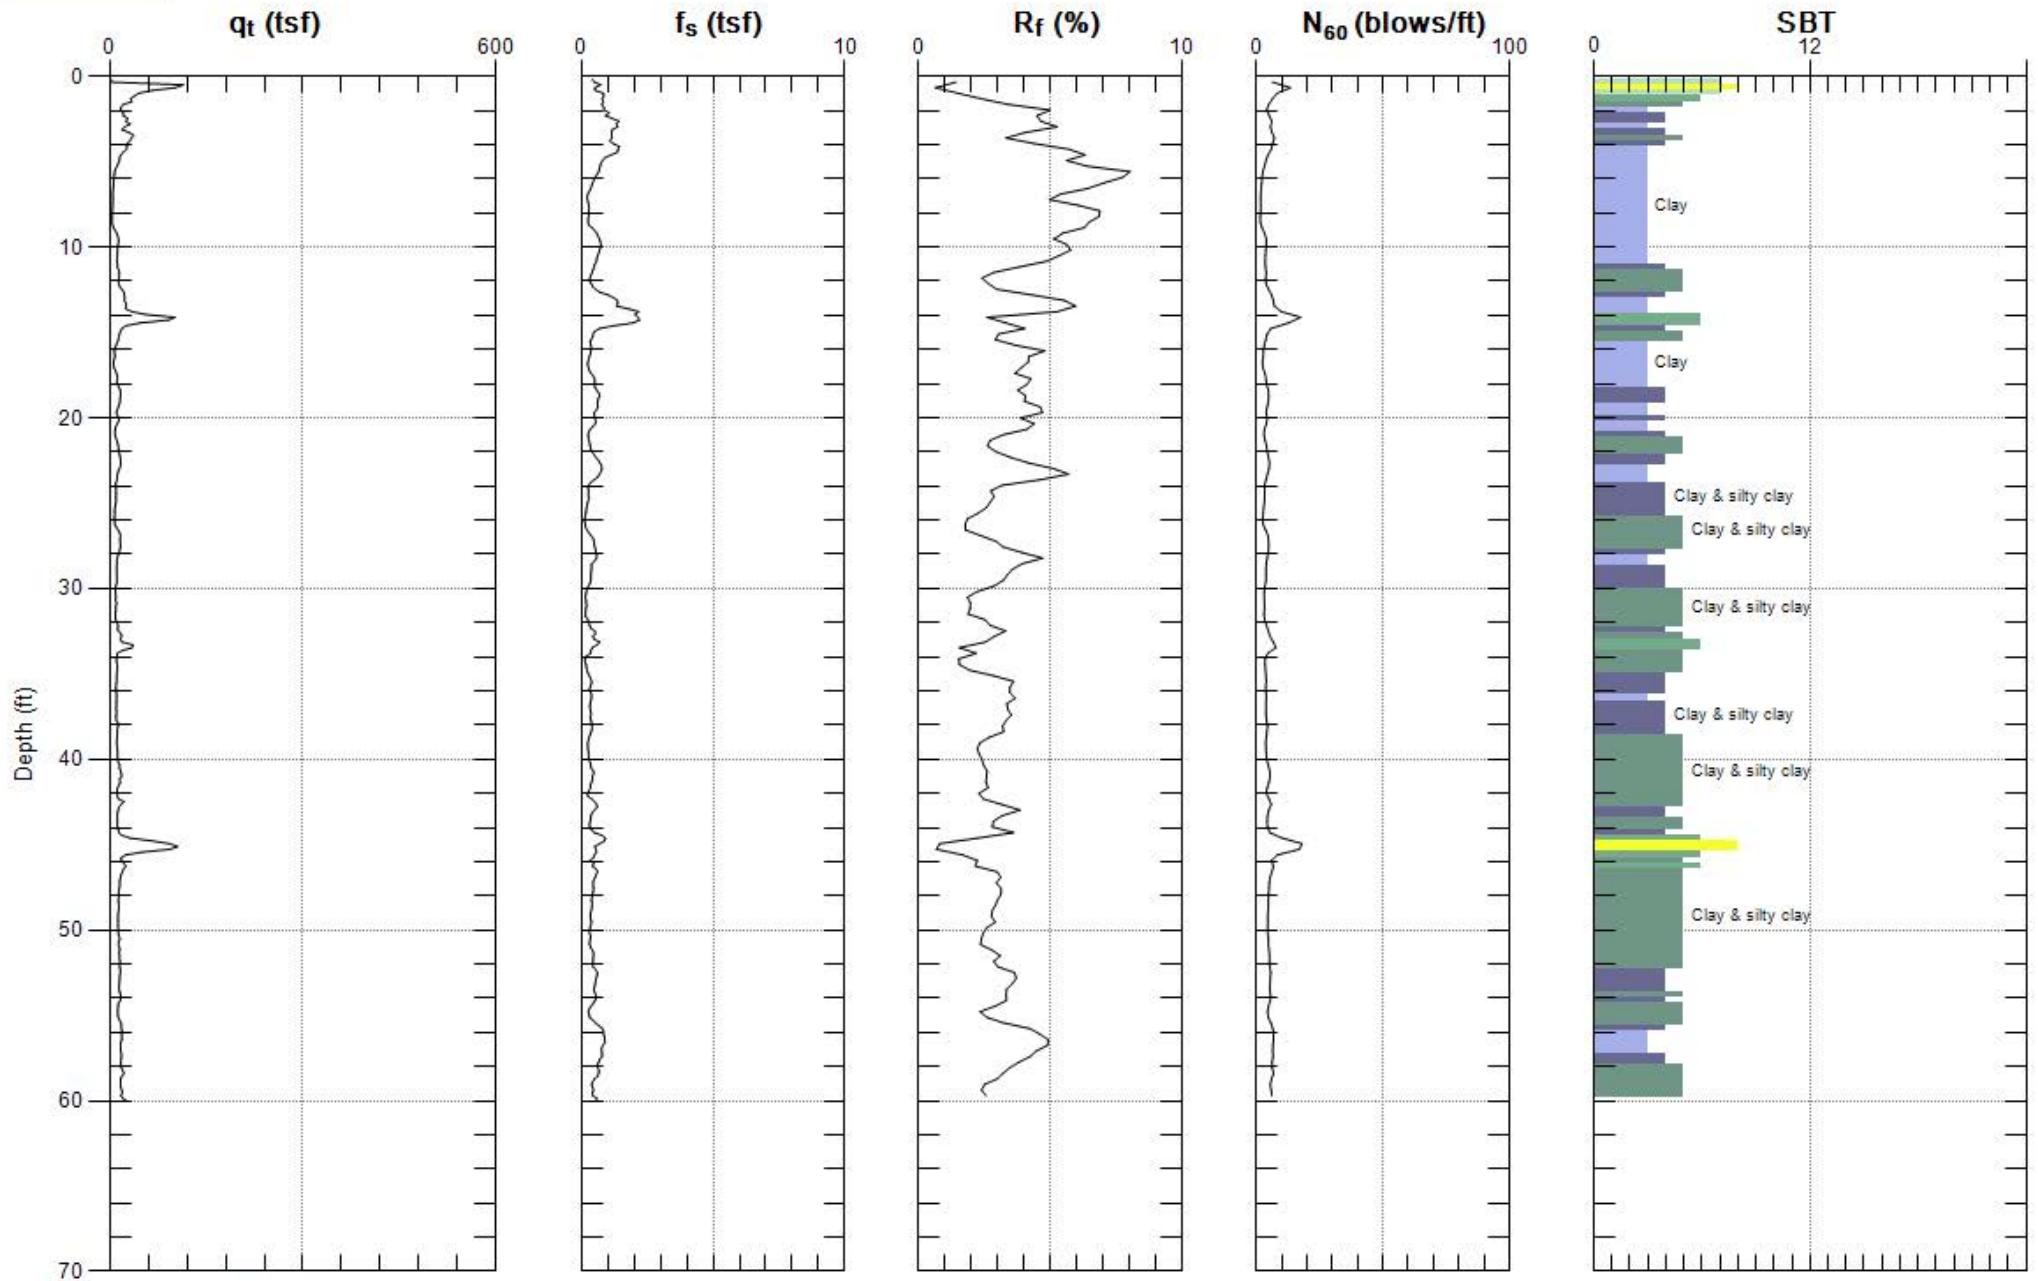 qt (tsf) fs (tsf) Rf (%) N60 (blows/ft) SBT
0 600 0 10 0 10 0 100 0 12
0
Clay
10
Clay
20
Clay & silty clay
Clay & silty clay
30
Clay & silty clay
Clay & silty clay
Depth (ft)
40
Clay & silty clay
Clay & silty clay
50
60
70